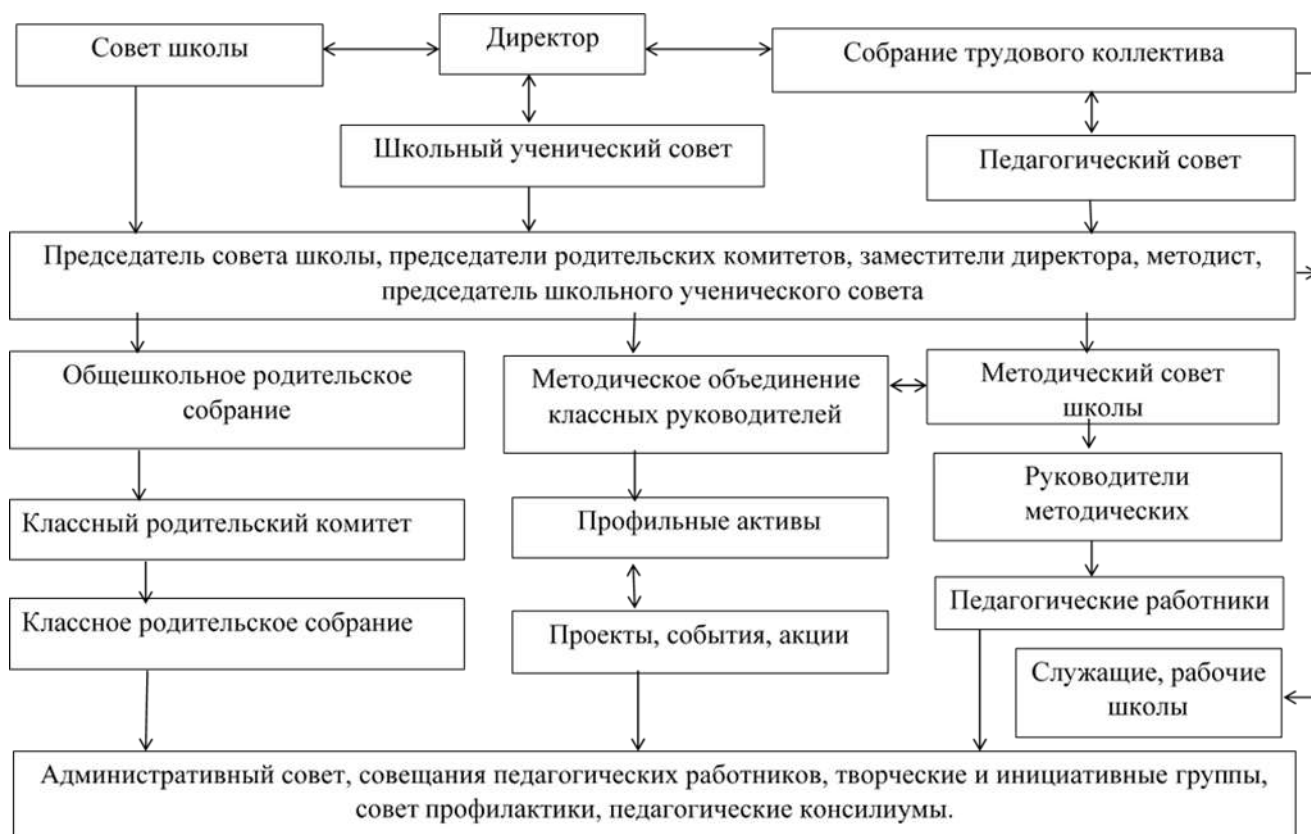 Совет школы
Директор
Собрание трудового коллектива
Школьный ученический совет
Педагогический совет
Председатель совета школы, председатели родительских комитетов, заместители директора, методист,
председатель школьного ученического совета
Общешкольное родительское
собрание
Методическое объединение
классных руководителей
Методический совет
школы
Руководители
методических
Классный родительский комитет
Профильные активы
Педагогические работники
Классное родительское собрание
Проекты, события, акции
Служащие, рабочие
школы
Административный совет, совещания педагогических работников, творческие и инициативные группы,
совет профилактики, педагогические консилиумы.